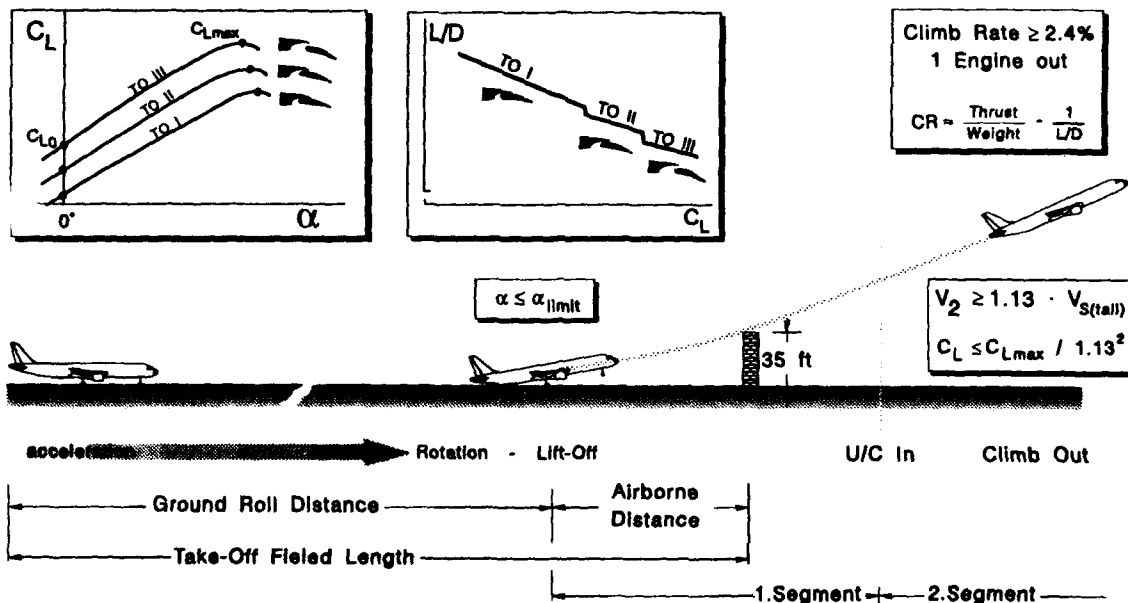 C_L
C_Lmax
TO III
TO II
TO I
C_L0
0°
α
L/D
TO I
TO II
TO III
C_L
Climb Rate ≥ 2.4%
1 Engine out
CR ≈ Thrust/Weight - 1/L/D
α ≤ α_limit
35 ft
V_2 ≥ 1.13 · V_S(tall)
C_L ≤ C_Lmax / 1.13²
acceleration
Rotation - Lift-Off
U/C In
Climb Out
Ground Roll Distance
Airborne
Distance
Take-Off Fieled Length
1.Segment
2.Segment